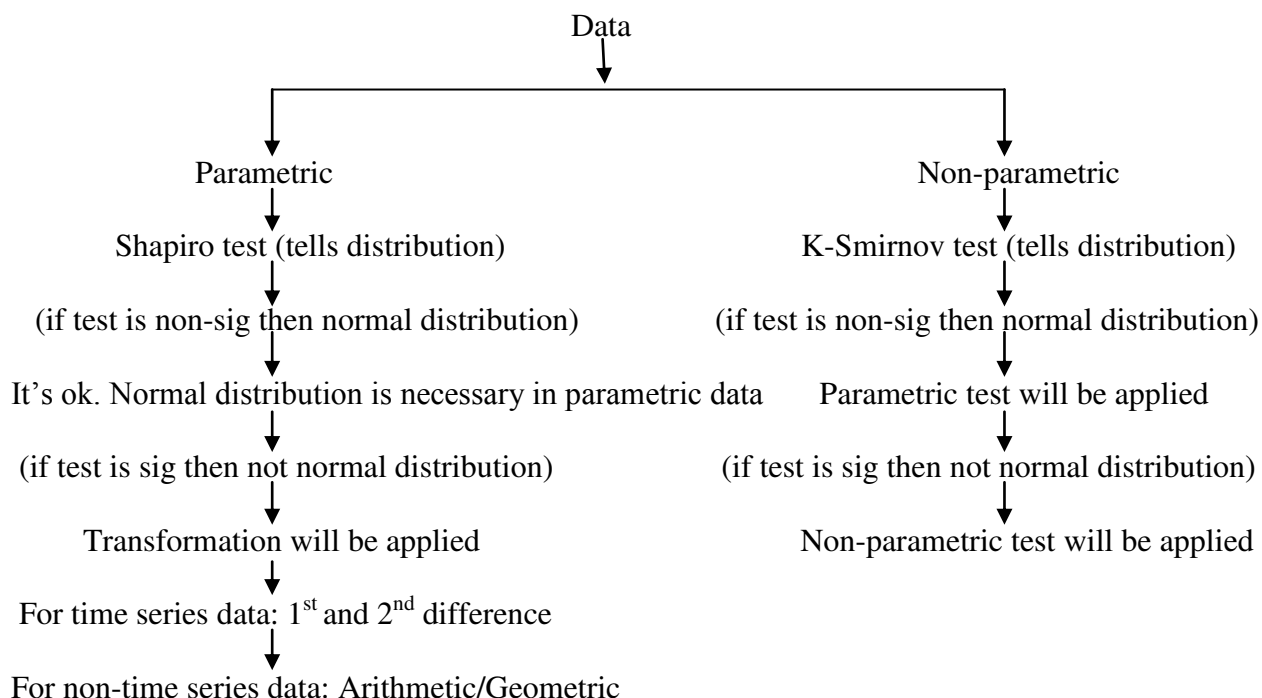 Data
Parametric
Non-parametric
Shapiro test (tells distribution)
K-Smirnov test (tells distribution)
(if test is non-sig then normal distribution)
(if test is non-sig then normal distribution)
It’s ok. Normal distribution is necessary in parametric data
Parametric test will be applied
(if test is sig then not normal distribution)
(if test is sig then not normal distribution)
Transformation will be applied
Non-parametric test will be applied
For time series data: 1st and 2nd difference
For non-time series data: Arithmetic/Geometric